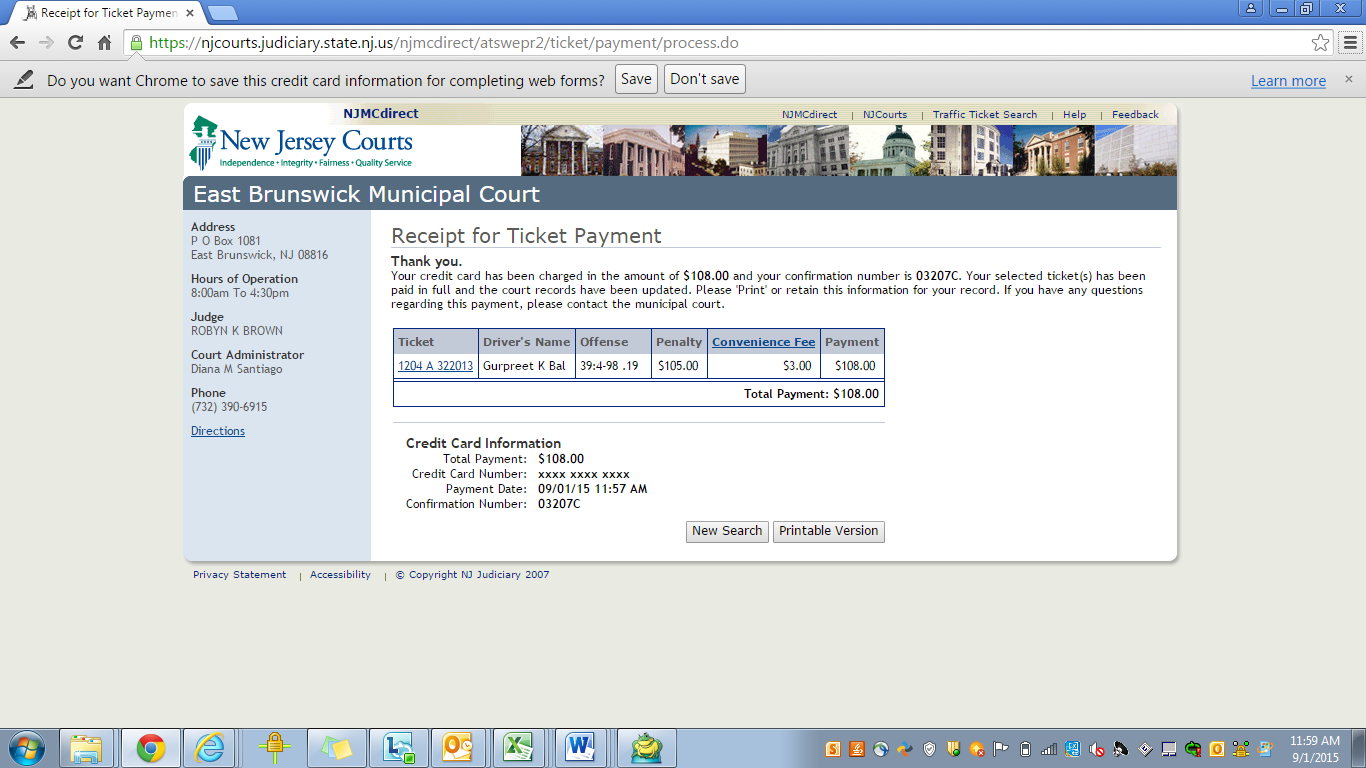 Receipt for Ticket Paymen
https://njcourts.judiciary.state.nj.us/njmcdirect/atswepr2/ticket/payment/process.do
Do you want Chrome to save this credit card information for completing web forms? Save Don't save Learn more
NJMCdirect NJMCdirect | NJCourts | Traffic Ticket Search | Help | Feedback
New Jersey Courts
Independence • Integrity • Fairness • Quality Service
East Brunswick Municipal Court
Address
P O Box 1081
East Brunswick, NJ 08816
Hours of Operation
8:00am To 4:30pm
Judge
ROBYN K BROWN
Court Administrator
Diana M Santiago
Phone
(732) 390-6915
Directions
Receipt for Ticket Payment
Thank you.
Your credit card has been charged in the amount of $108.00 and your confirmation number is 03207C. Your selected ticket(s) has been
paid in full and the court records have been updated. Please 'Print' or retain this information for your record. If you have any questions
regarding this payment, please contact the municipal court.
Ticket Driver's Name Offense Penalty Convenience Fee Payment
1204 A 322013 Gurpreet K Bal 39:4-98 .19 $105.00 $3.00 $108.00
Total Payment: $108.00
Credit Card Information
Total Payment: $108.00
Credit Card Number: xxxx xxxx xxxx
Payment Date: 09/01/15 11:57 AM
Confirmation Number: 03207C
New Search Printable Version
Privacy Statement | Accessibility | © Copyright NJ Judiciary 2007
11:59 AM
9/1/2015